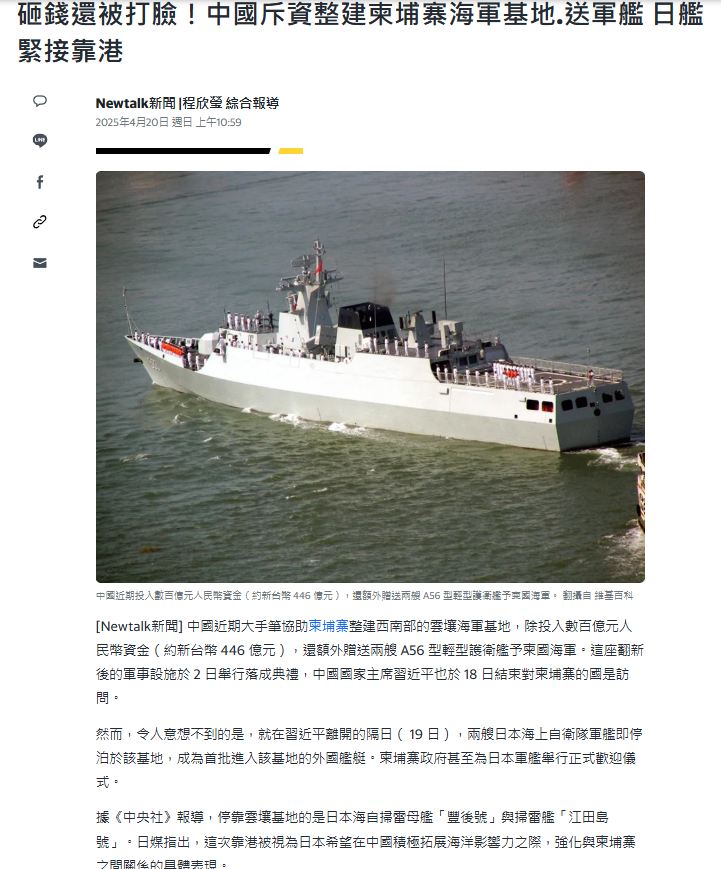 砸錢還被打臉！中國斥資整建柬埔寨海軍基地.送軍艦 日艦
緊接靠港
Newtalk新聞 |程欣瑩 綜合報導
2025年4月20日 週日 上午10:59
LINE
中國近期投入數百億元人民幣資金（約新台幣 446 億元），還額外贈送兩艘 A56 型輕型護衛艦予柬國海軍。 翻攝自 維基百科
[Newtalk新聞] 中國近期大手筆協助柬埔寨整建西南部的雲壤海軍基地，除投入數百億元人
民幣資金（約新台幣 446 億元），還額外贈送兩艘 A56 型輕型護衛艦予柬國海軍。這座翻新
後的軍事設施於 2 日舉行落成典禮，中國國家主席習近平也於 18 日結束對柬埔寨的國是訪
問。
然而，令人意想不到的是，就在習近平離開的隔日（ 19 日），兩艘日本海上自衛隊軍艦即停
泊於該基地，成為首批進入該基地的外國艦艇。柬埔寨政府甚至為日本軍艦舉行正式歡迎儀
式。
據《中央社》報導，停靠雲壤基地的是日本海自掃雷母艦「豐後號」與掃雷艦「江田島
號」。日媒指出，這次靠港被視為日本希望在中國積極拓展海洋影響力之際，強化與柬埔寨
之間關係的具體表現。